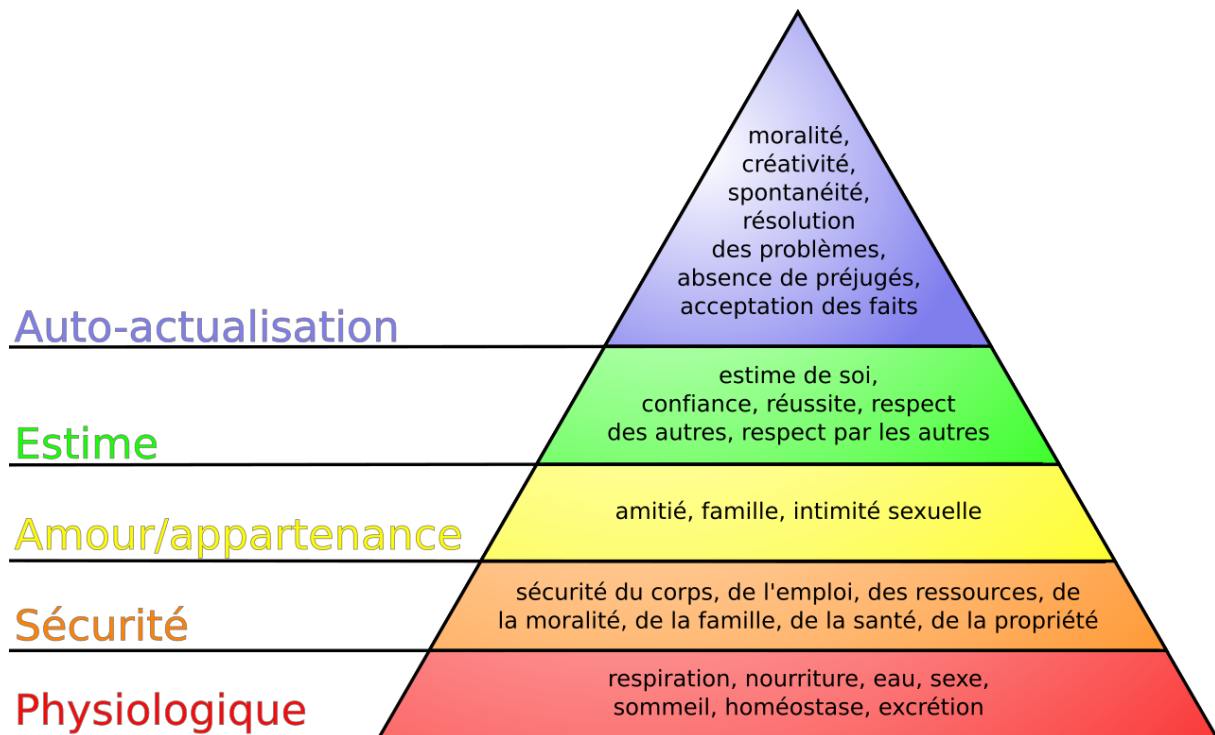 moralité,
créativité,
spontanéité,
résolution
des problèmes,
absence de préjugés,
acceptation des faits
Auto-actualisation
estime de soi,
confiance, réussite, respect
des autres, respect par les autres
Estime
amitié, famille, intimité sexuelle
Amour/appartenance
sécurité du corps, de l'emploi, des ressources, de
la moralité, de la famille, de la santé, de la propriété
Sécurité
respiration, nourriture, eau, sexe,
sommeil, homéostase, excrétion
Physiologique